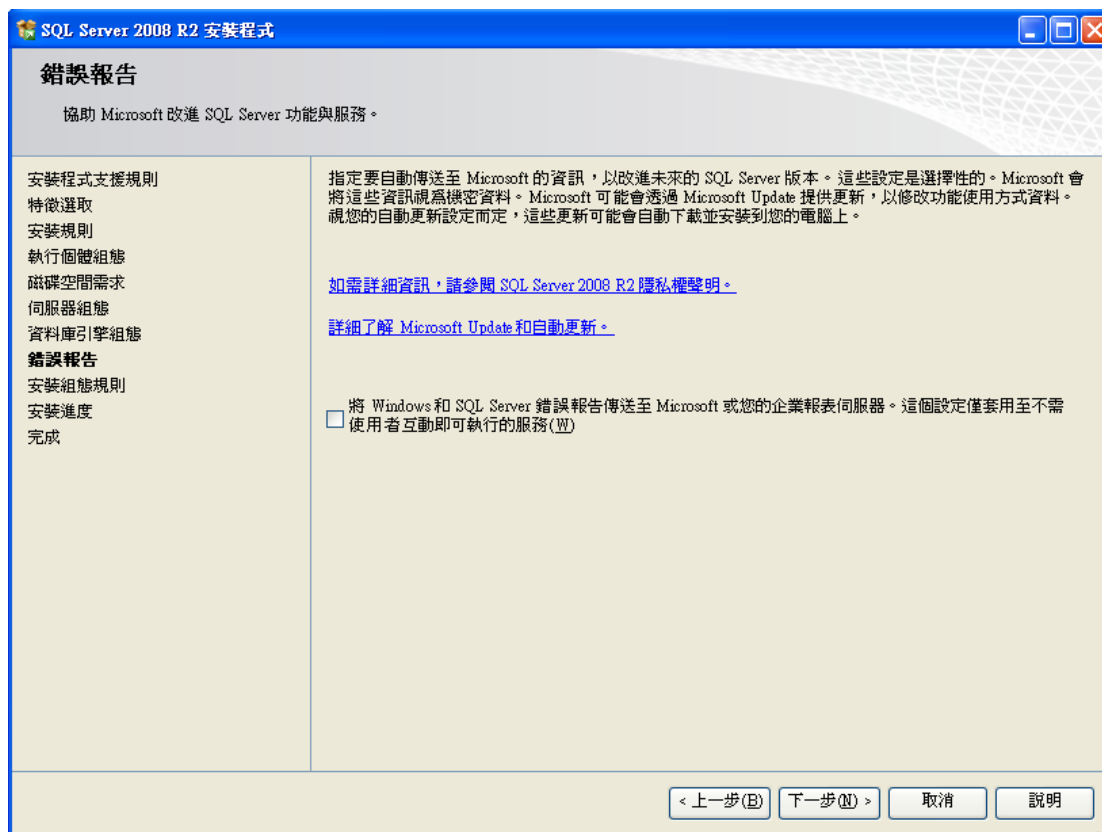 SQL Server 2008 R2 安裝程式
錯誤報告
協助 Microsoft 改進 SQL Server 功能與服務。
安裝程式支援規則
特徵選取
安裝規則
執行個體組態
磁碟空間需求
伺服器組態
資料庫引擎組態
錯誤報告
安裝組態規則
安裝進度
完成
指定要自動傳送至 Microsoft 的資訊，以改進未來的 SQL Server 版本。這些設定是選擇性的。Microsoft 會
將這些資訊視為機密資料。Microsoft 可能會透過 Microsoft Update 提供更新，以修改功能使用方式資料。
視您的自動更新設定而定，這些更新可能會自動下載並安裝到您的電腦上。
如需詳細資訊，請參閱 SQL Server 2008 R2 隱私權聲明。
詳細了解 Microsoft Update 和自動更新。
將 Windows 和 SQL Server 錯誤報告傳送至 Microsoft 或您的企業報表伺服器。這個設定僅套用至不需
使用者互動即可執行的服務(W)
< 上一步(B)
下一步(N) >
取消
說明